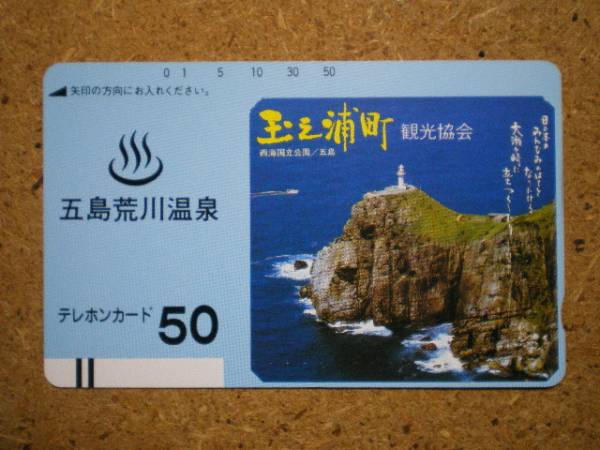 0 1 5 10 30 50
矢印の方向にお入れください。
五島荒川温泉
テレホンカード 50
玉之浦町 観光協会
西海国立公園／五島